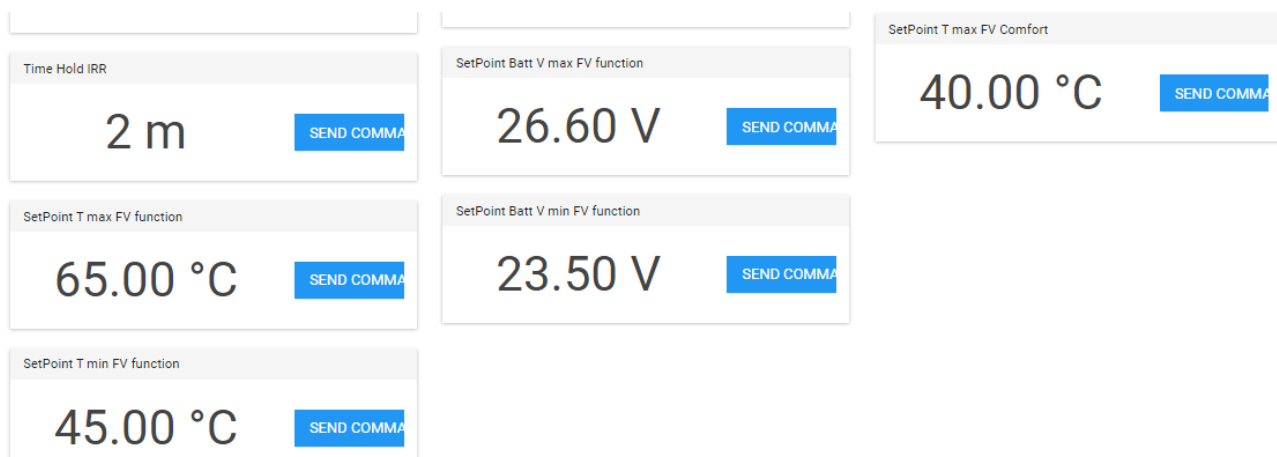 Time Hold IRR
2 m
SEND COMMA
SetPoint T max FV function
65.00 °C
SEND COMMA
SetPoint T min FV function
45.00 °C
SEND COMMA
SetPoint Batt V max FV function
26.60 V
SEND COMMA
SetPoint Batt V min FV function
23.50 V
SEND COMMA
SetPoint T max FV Comfort
40.00 °C
SEND COMMA